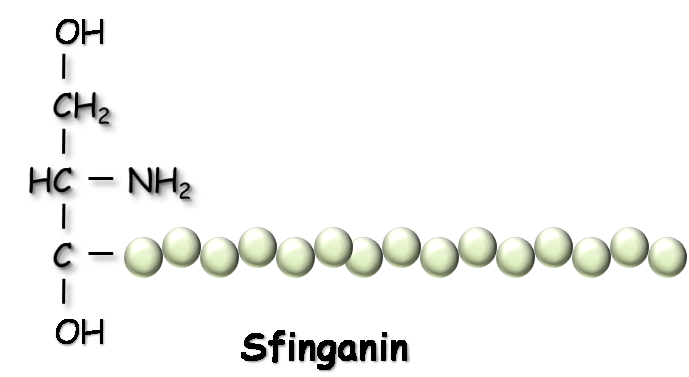 OH
CH₂
HC – NH₂
C –
OH
Sfinganin